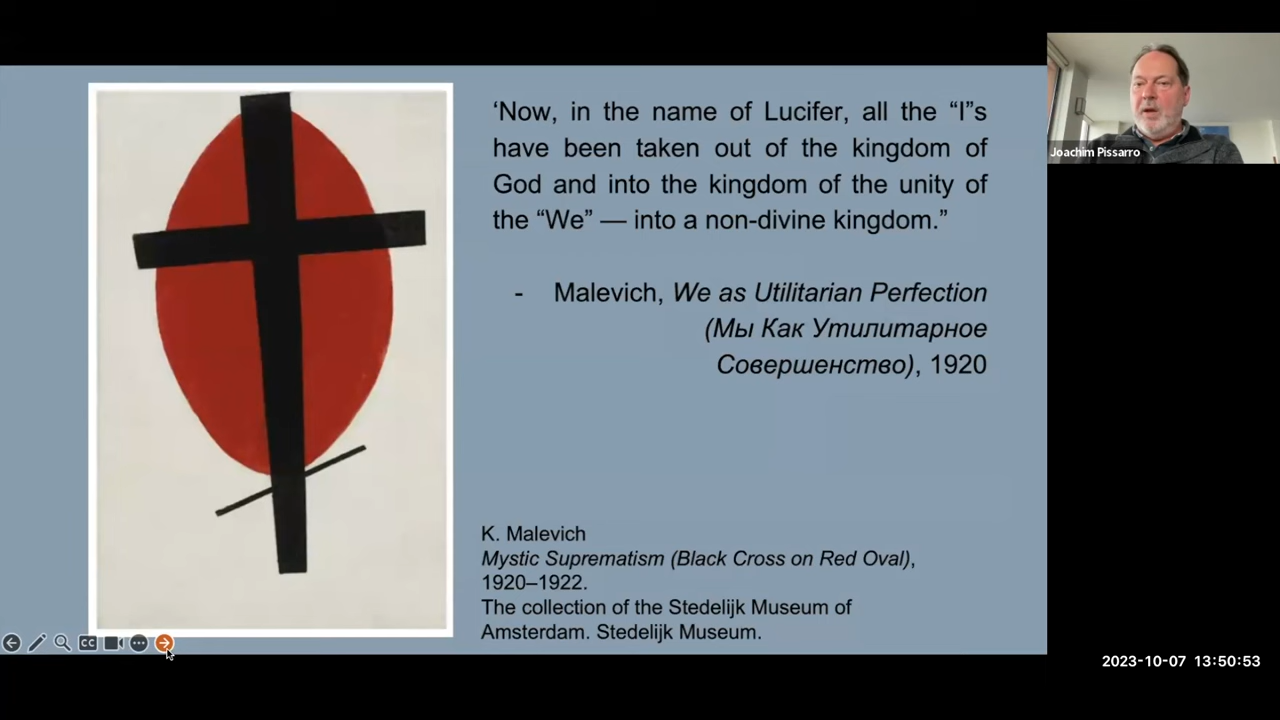 ‘Now, in the name of Lucifer, all the “I”s
have been taken out of the kingdom of
God and into the kingdom of the unity of
the “We” — into a non-divine kingdom.”
- Malevich, We as Utilitarian Perfection
(Мы Как Утилитарное
Совершенство), 1920
K. Malevich
Mystic Suprematism (Black Cross on Red Oval),
1920–1922.
The collection of the Stedelijk Museum of
Amsterdam. Stedelijk Museum.
Joachim Pissarro
CC
2023-10-07 13:50:53